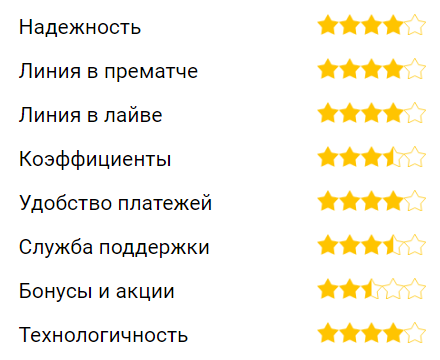 Надежность
Линия в прематче
Линия в лайве
Коэффициенты
Удобство платежей
Служба поддержки
Бонусы и акции
Технологичность